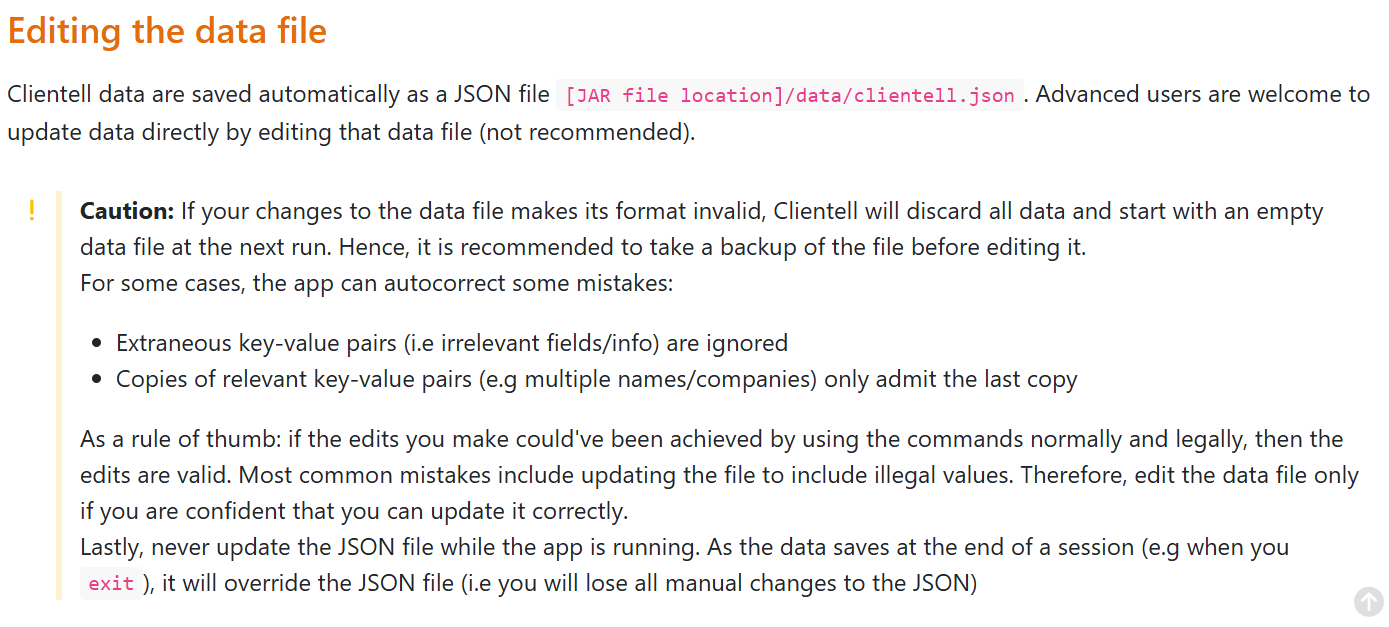 Editing the data file
Clientell data are saved automatically as a JSON file [JAR file location]/data/clientell.json . Advanced users are welcome to
update data directly by editing that data file (not recommended).
! Caution: If your changes to the data file makes its format invalid, Clientell will discard all data and start with an empty
data file at the next run. Hence, it is recommended to take a backup of the file before editing it.
For some cases, the app can autocorrect some mistakes:
• Extraneous key-value pairs (i.e irrelevant fields/info) are ignored
• Copies of relevant key-value pairs (e.g multiple names/companies) only admit the last copy
As a rule of thumb: if the edits you make could've been achieved by using the commands normally and legally, then the
edits are valid. Most common mistakes include updating the file to include illegal values. Therefore, edit the data file only
if you are confident that you can update it correctly.
Lastly, never update the JSON file while the app is running. As the data saves at the end of a session (e.g when you
exit ), it will override the JSON file (i.e you will lose all manual changes to the JSON)